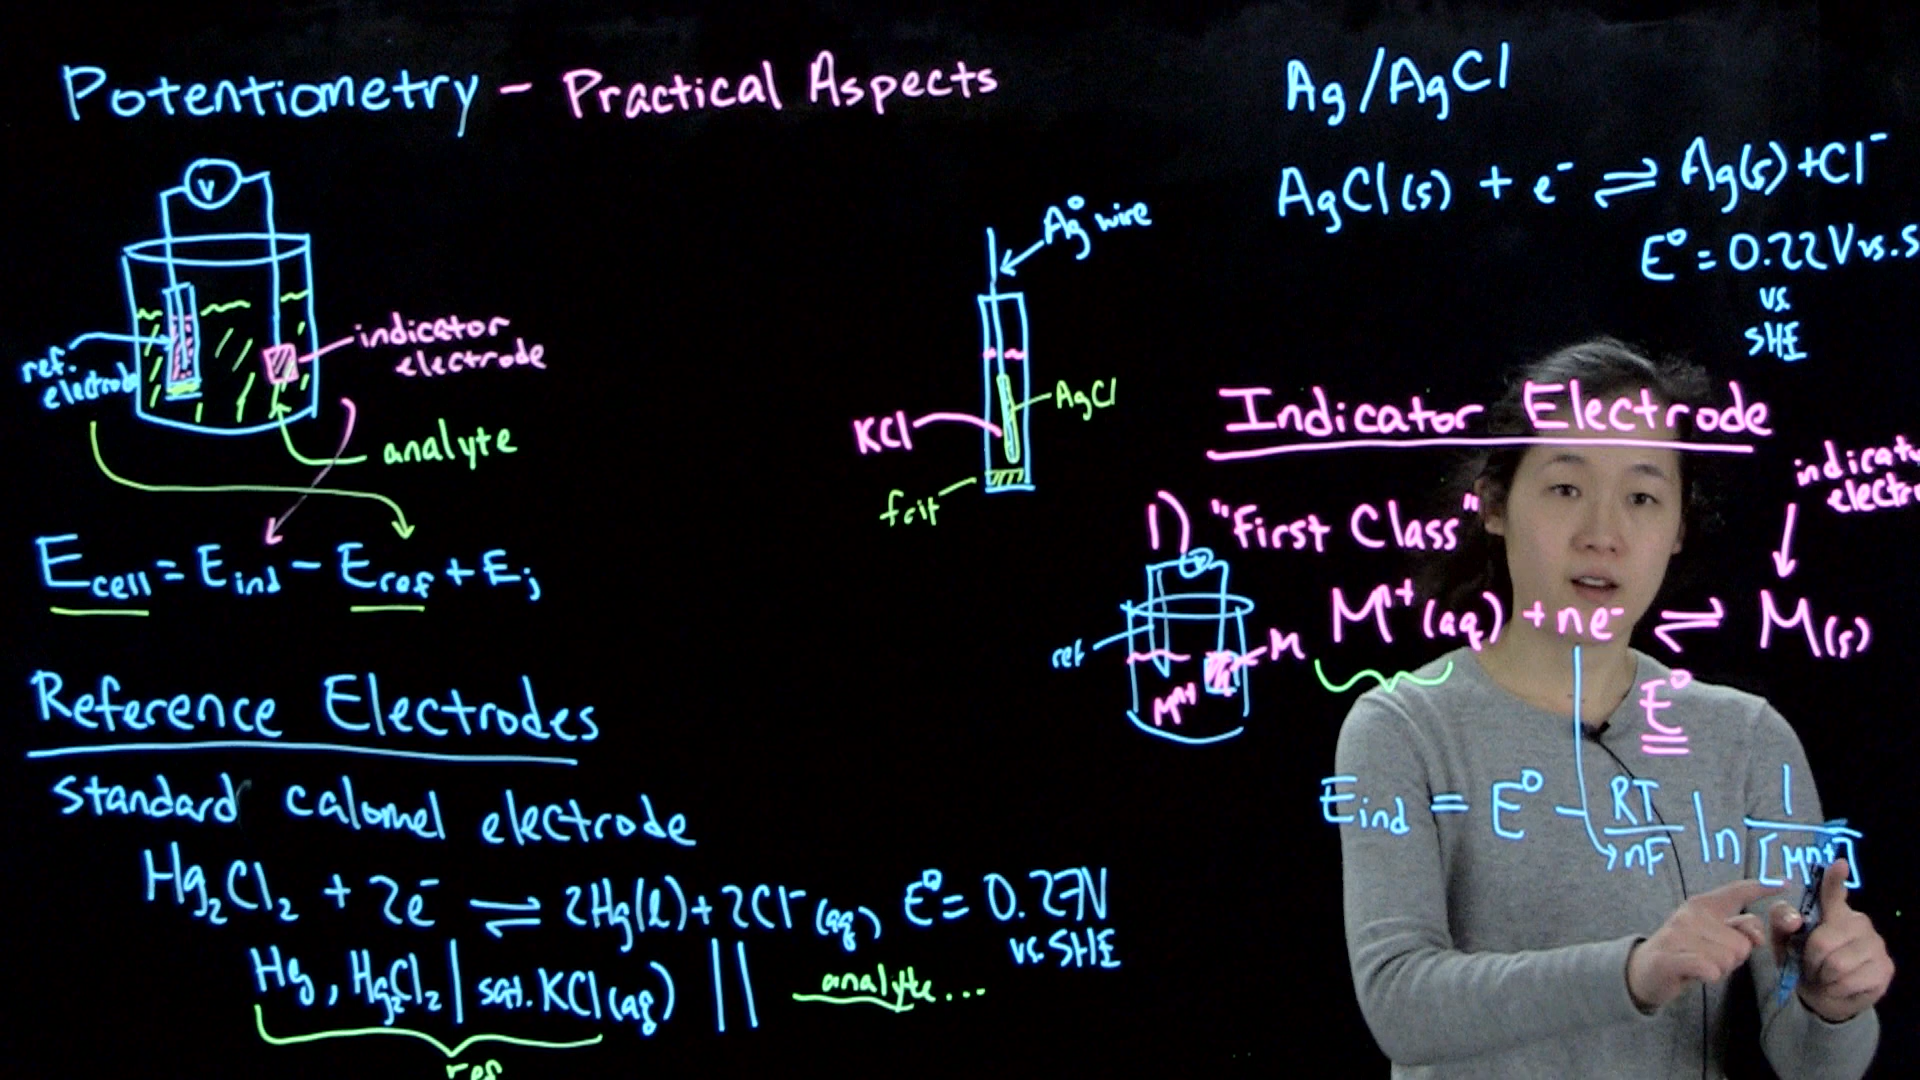 Potentiometry - Practical Aspects
V
ref. electrode
indicator electrode
analyte
Ecell = Eind - Eref + Ej
Reference Electrodes
standard calomel electrode
Hg₂Cl₂ + 2e⁻ ⇌ 2Hg(l) + 2Cl⁻(aq) E° = 0.27V
vs. SHE
Hg, Hg₂Cl₂ | sat. KCl(aq) || analyte...
ref
Ag° wire
AgCl
KCl
frit
Ag/AgCl
AgCl(s) + e⁻ ⇌ Ag(s) + Cl⁻
E° = 0.22V vs. S
vs.
SHE
Indicator Electrode
1) "First Class"
V
ref
M
Mⁿ⁺
Mⁿ⁺(aq) + ne⁻ ⇌ M(s)
E°
Eind = E° - RT/nF ln 1/[Mⁿ⁺]